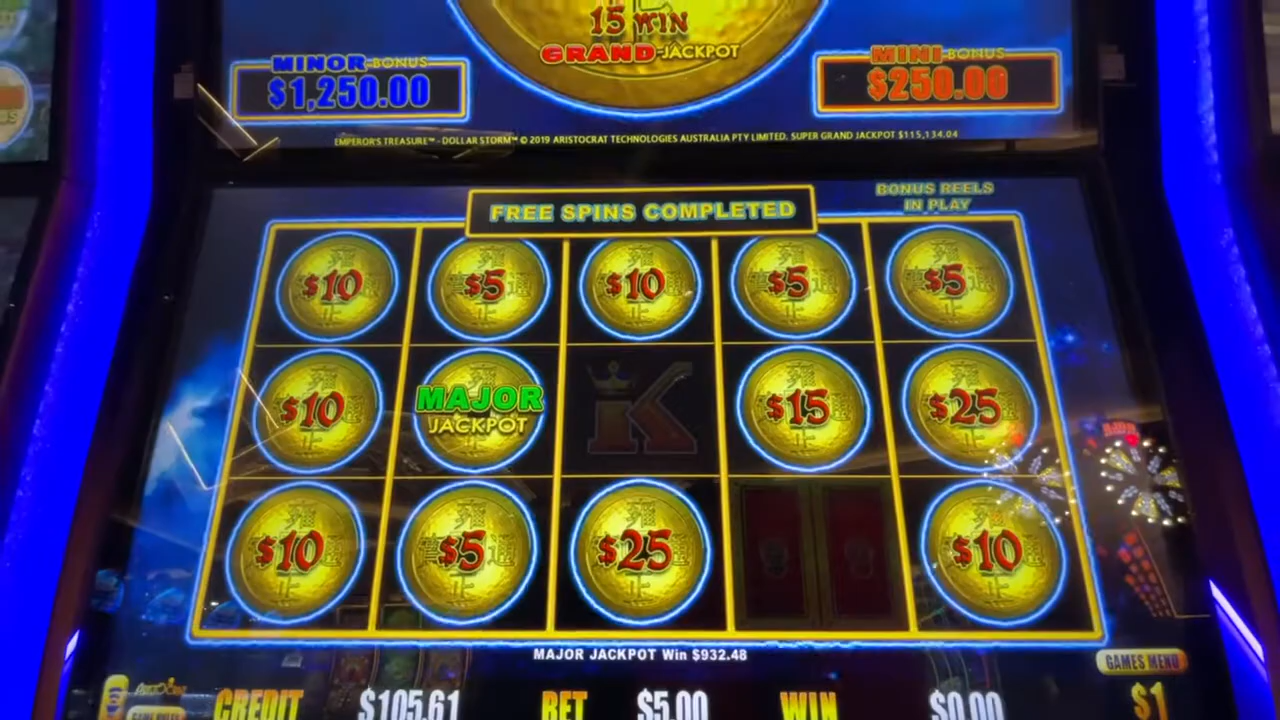 15 WIN
GRAND JACKPOT
MINOR BONUS
$1,250.00
MINI BONUS
$250.00
EMPEROR'S TREASURE™ - DOLLAR STORM™ © 2019 ARISTOCRAT TECHNOLOGIES AUSTRALIA PTY LIMITED. SUPER GRAND JACKPOT $115,134.04
FREE SPINS COMPLETED
BONUS REELS
IN PLAY
$10 $5 $10 $5 $5
$10 MAJOR JACKPOT K $15 $25
$10 $5 $25 $10
MAJOR JACKPOT Win $932.48
GAMES MENU
CREDIT $105.61 BET $5.00 WIN $0.00 $1